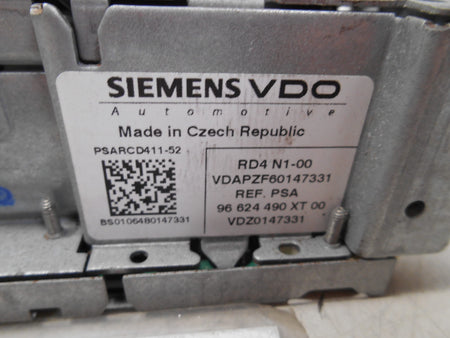 SIEMENS VDO
Automotive
Made in Czech Republic
PSARCD411-52
BS0106480147331
RD4 N1-00
VDAPZF60147331
REF. PSA
96 624 490 XT 00
VDZ0147331